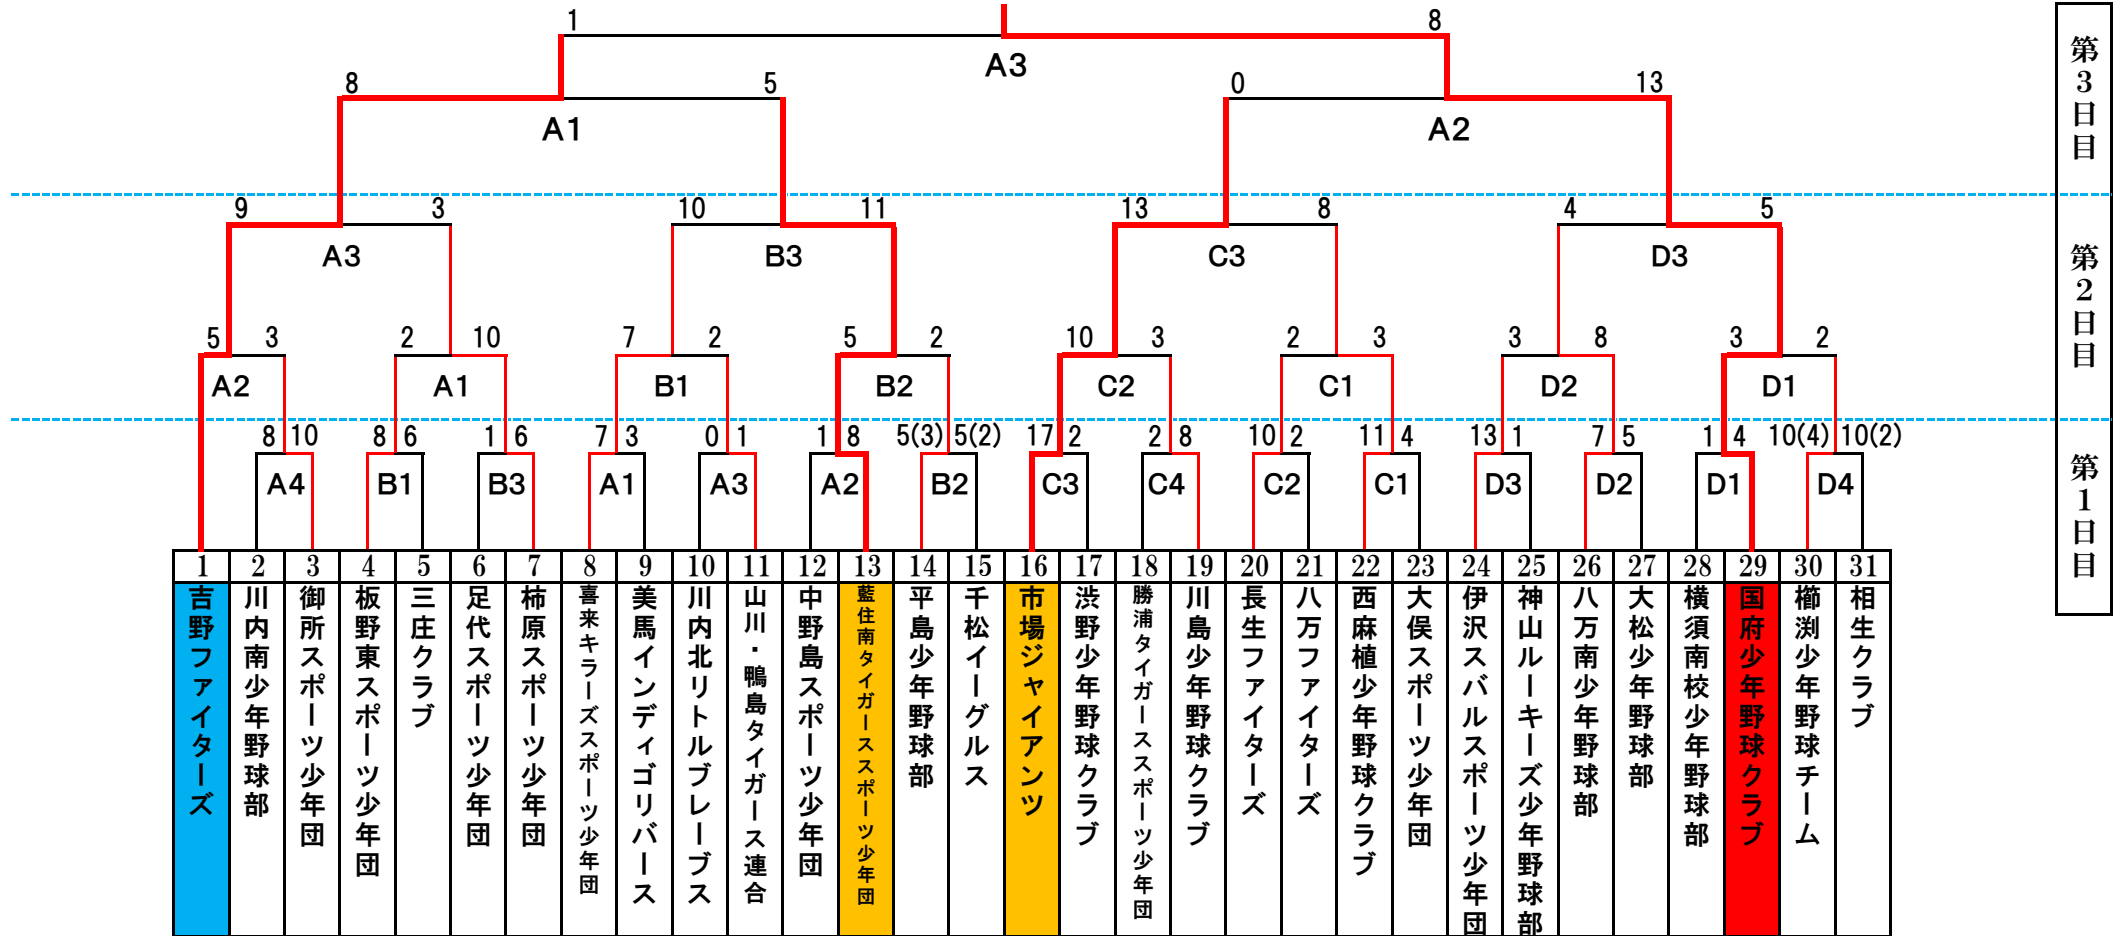 1 8
A3
8 5 0 13
A1 A2
第3日目
9 3 10 11 13 8 4 5
A3 B3 C3 D3
第2日目
5 3 2 10 7 2 5 2 10 3 2 3 3 8 3 2
A2 A1 B1 B2 C2 C1 D2 D1
8 10 8 6 1 6 7 3 0 1 1 8 5(3) 5(2) 17 2 2 8 10 2 11 4 13 1 7 5 1 4 10(4) 10(2)
A4 B1 B3 A1 A3 A2 B2 C3 C4 C2 C1 D3 D2 D1 D4
第1日目
1 2 3 4 5 6 7 8 9 10 11 12 13 14 15 16 17 18 19 20 21 22 23 24 25 26 27 28 29 30 31
吉野ファイターズ
川内南少年野球部
御所スポーツ少年団
板野東スポーツ少年団
三庄クラブ
足代スポーツ少年団
柿原スポーツ少年団
喜来キラーズスポーツ少年団
美馬インディゴリバース
川内北リトルブレーブス
山川・鴨島タイガース連合
中野島スポーツ少年団
藍住南タイガーススポーツ少年団
平島少年野球部
千松イーグルス
市場ジャイアンツ
渋野少年野球クラブ
勝浦タイガーススポーツ少年団
川島少年野球クラブ
長生ファイターズ
八万ファイターズ
西麻植少年野球クラブ
大俣スポーツ少年団
伊沢スバルスポーツ少年団
神山ルーキーズ少年野球部
八万南少年野球部
大松少年野球部
横須南校少年野球部
国府少年野球クラブ
櫛渕少年野球チーム
相生クラブ